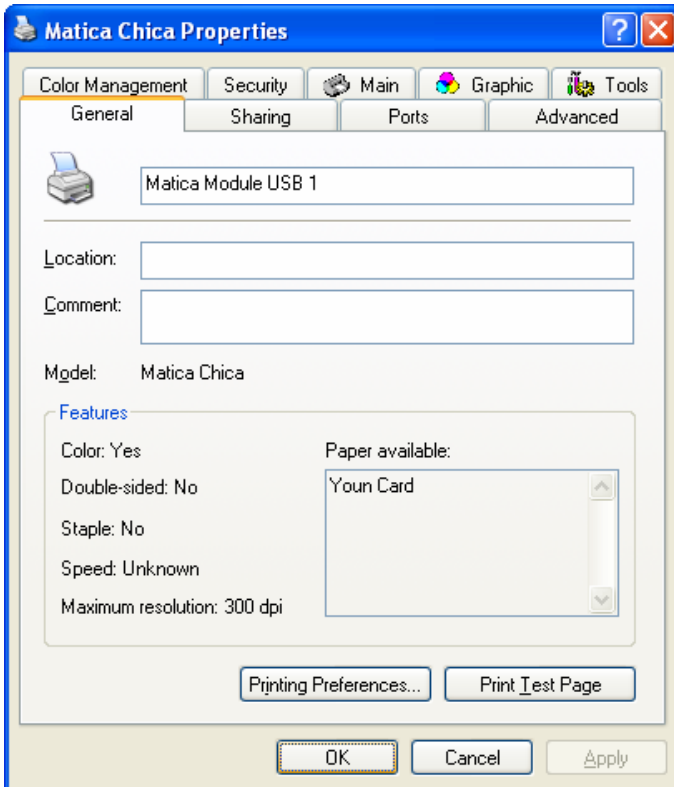 Matica Chica Properties
Color Management Security Main Graphic Tools
General Sharing Ports Advanced
Matica Module USB 1
Location:
Comment:
Model: Matica Chica
Features
Color: Yes Paper available:
Double-sided: No Youn Card
Staple: No
Speed: Unknown
Maximum resolution: 300 dpi
Printing Preferences... Print Test Page
OK Cancel Apply